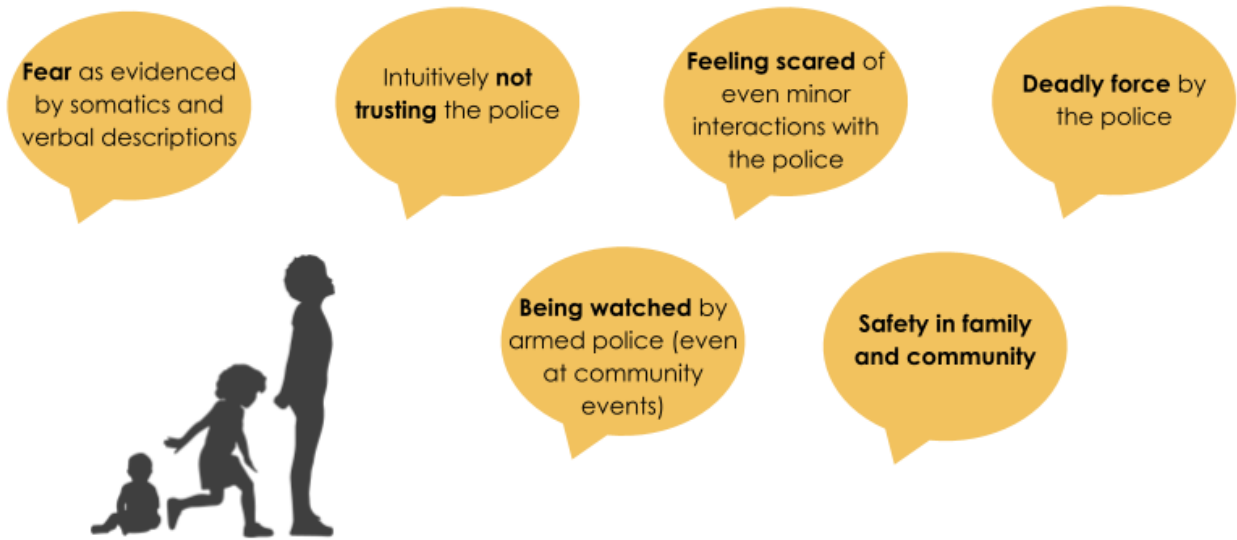 Fear as evidenced
by somatics and
verbal descriptions
Intuitively not
trusting the police
Feeling scared of
even minor
interactions with
the police
Deadly force by
the police
Being watched by
armed police (even
at community
events)
Safety in family
and community